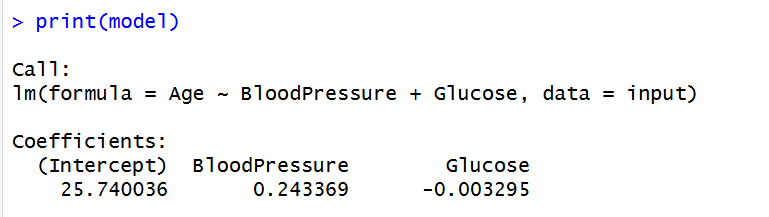 > print(model)
Call:
lm(formula = Age ~ BloodPressure + Glucose, data = input)
Coefficients:
(Intercept) BloodPressure Glucose
25.740036 0.243369 -0.003295